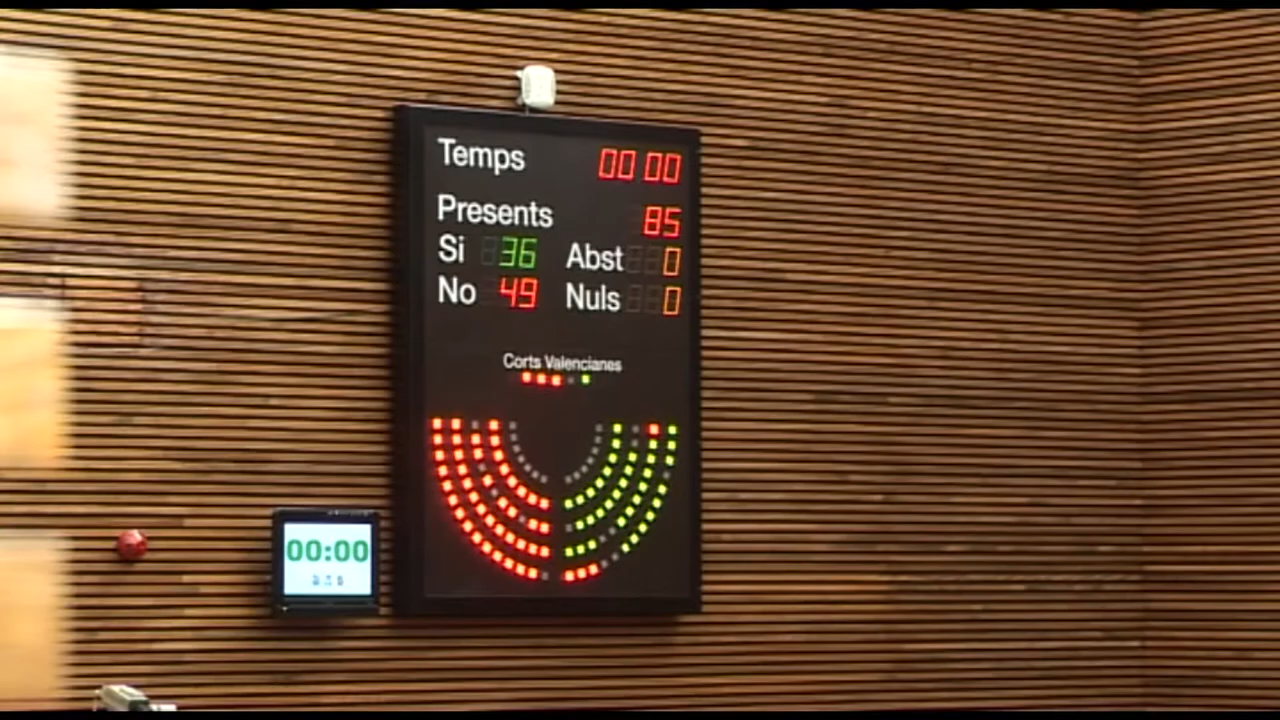 Temps 00 00
Presents 85
Si 36 Abst 0
No 49 Nuls 0
Corts Valencianes
00:00